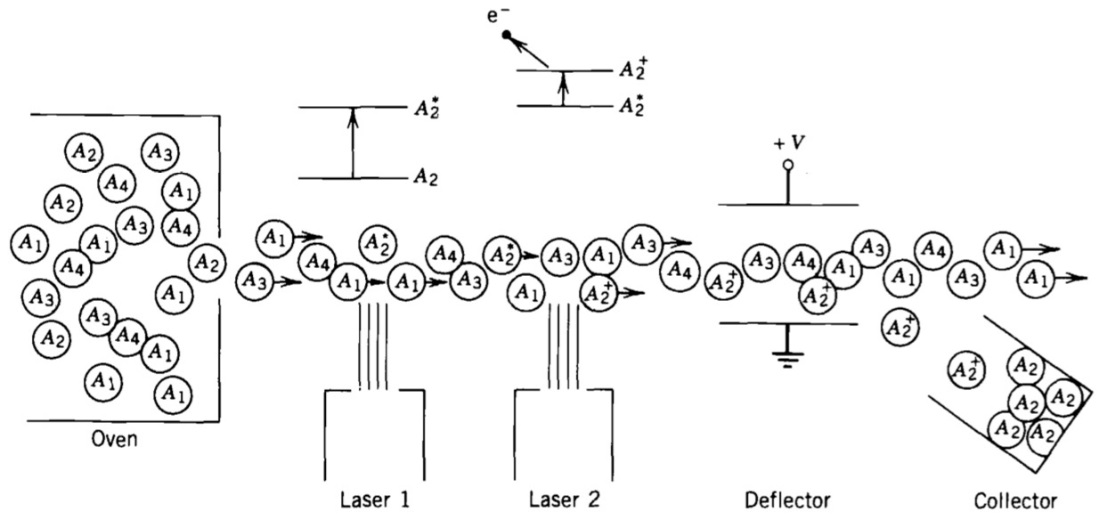 e⁻
A₂⁺
A₂*
A₂*
+ V
A₂
A₂
A₃
A₄
A₁
A₂
A₃
A₄
A₁
A₁
A₄
A₂
A₃
A₁
A₃
A₂
A₄
A₁
A₁
A₁
Oven
A₁
A₃
A₄
A₂*
A₁
A₁
A₄
A₃
A₂*
A₁
A₃
A₁
A₂⁺
A₃
A₄
A₂⁺
A₃
A₄
A₂⁺
A₁
A₃
A₁
A₄
A₃
A₁
A₁
A₂⁺
A₂⁺
A₂
A₂
A₂
A₂
A₂
Laser 1
Laser 2
Deflector
Collector